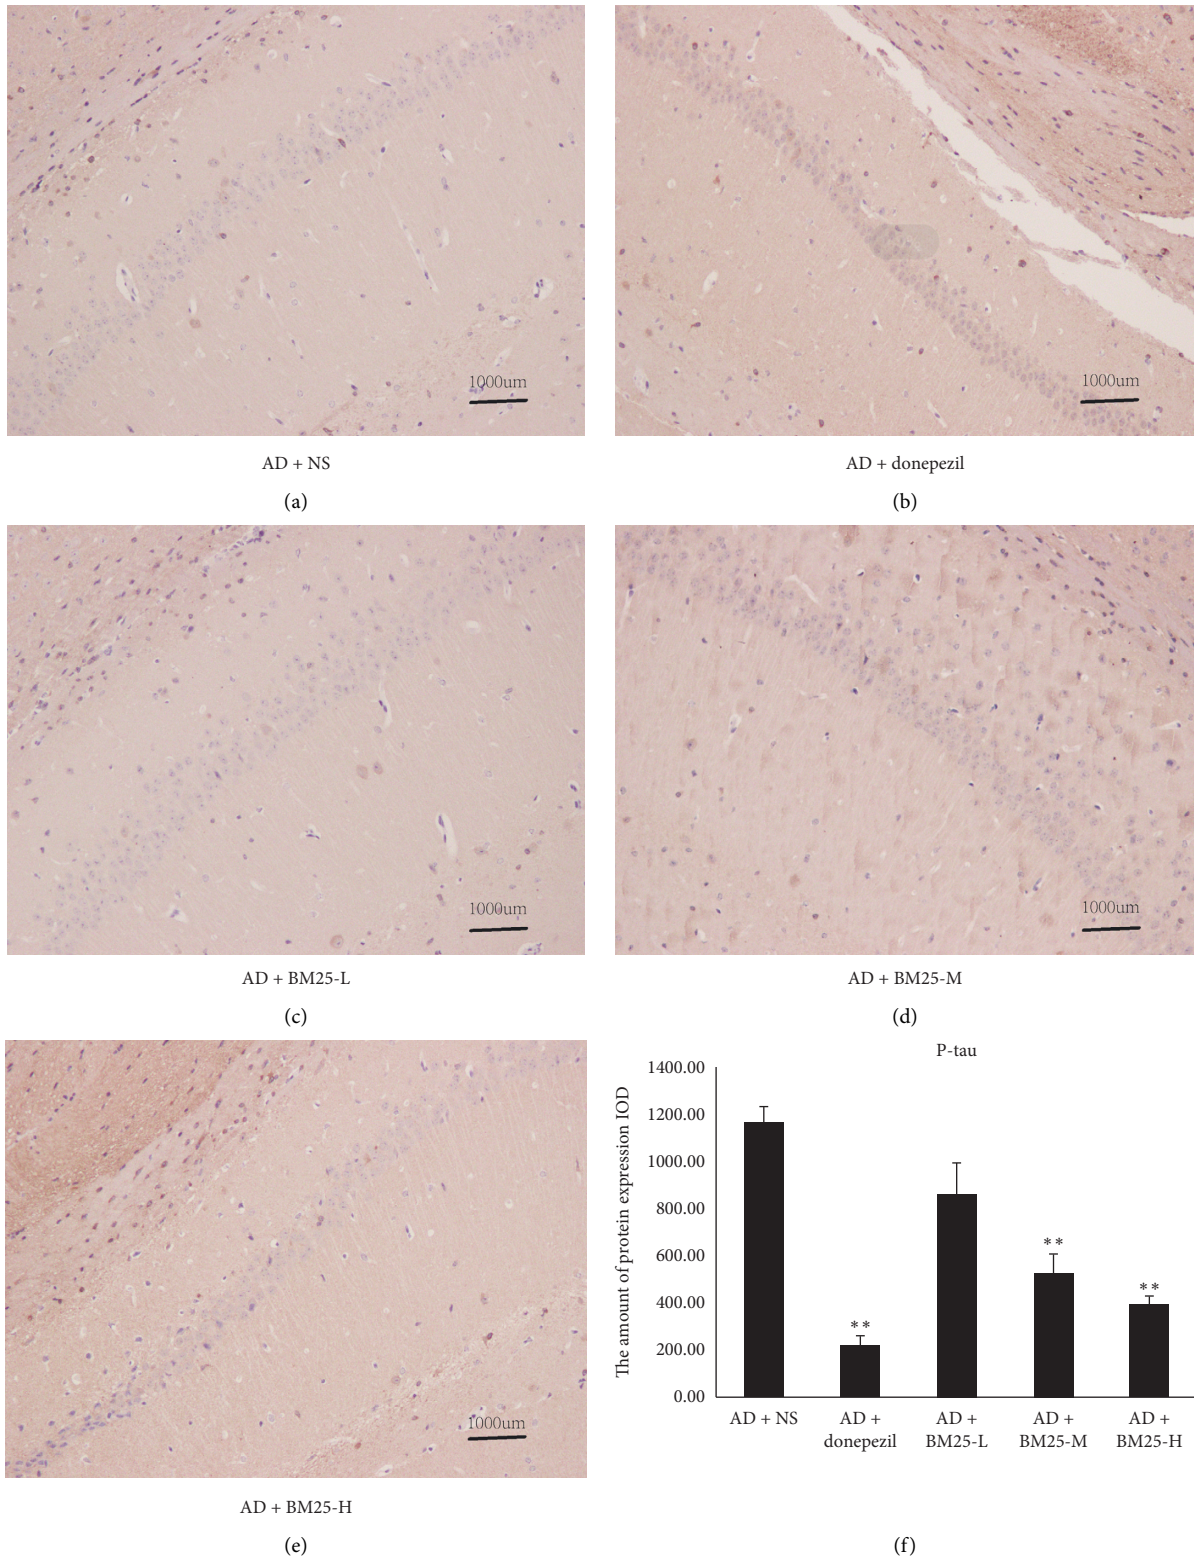 1000um
1000um
AD + NS
AD + donepezil
(a)
(b)
1000um
1000um
AD + BM25-L
AD + BM25-M
(c)
(d)
1000um
AD + BM25-H
(e)
P-tau
The amount of protein expression IOD
1400.00
1200.00
1000.00
800.00
600.00
400.00
200.00
0.00
**
**
**
AD + NS
AD +
donepezil
AD +
BM25-L
AD +
BM25-M
AD +
BM25-H
(f)